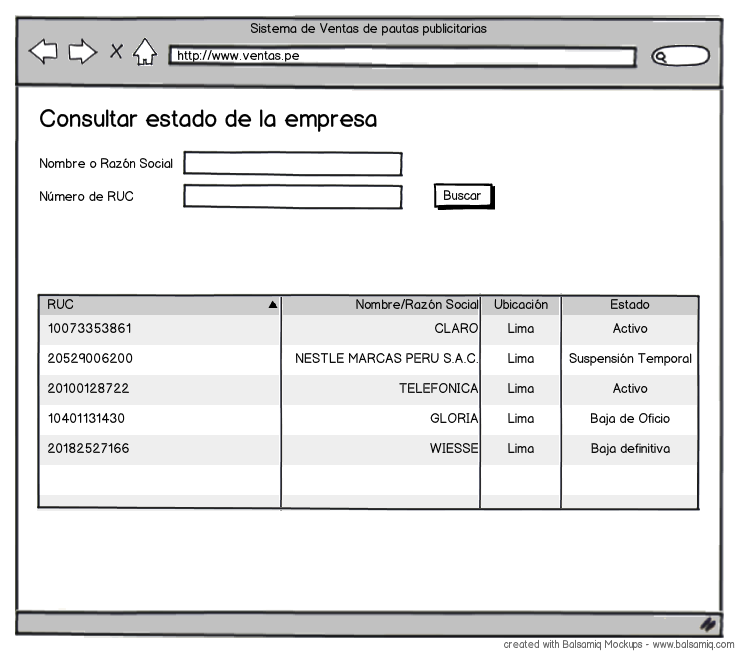 Sistema de Ventas de pautas publicitarias
http://www.ventas.pe
Consultar estado de la empresa
Nombre o Razón Social
Número de RUC Buscar
RUC Nombre/Razón Social Ubicación Estado
10073353861 CLARO Lima Activo
20529006200 NESTLE MARCAS PERU S.A.C. Lima Suspensión Temporal
20100128722 TELEFONICA Lima Activo
10401131430 GLORIA Lima Baja de Oficio
20182527166 WIESSE Lima Baja definitiva
created with Balsamiq Mockups - www.balsamiq.com